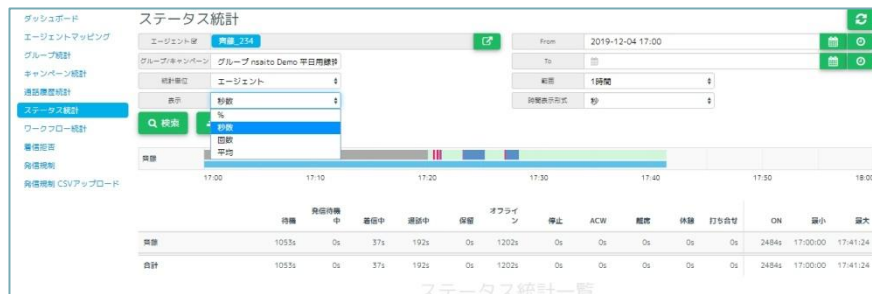 ダッシュボード
エージェントマッピング
グループ統計
キャンペーン統計
通話履歴統計
ステータス統計
ワークフロー統計
着信拒否
発信規制
発信規制 CSVアップロード
ステータス統計
エージェント 齊藤_234
From 2019-12-04 17:00
グループ/キャンペーン グループ nsaito Demo 平日用
To
統計単位 エージェント
範囲 1時間
表示 秒数
時間表示形式 秒
%
秒数
回数
平均
検索
齊藤
17:00 17:10 17:20 17:30 17:40 17:50 18:00
待機 発信待機中 着信中 通話中 保留 オフライン 停止 ACW 離席 休憩 打ち合せ ON 最小 最大
齊藤 1053s 0s 37s 192s 0s 1202s 0s 0s 0s 0s 0s 2484s 17:00:00 17:41:24
合計 1053s 0s 37s 192s 0s 1202s 0s 0s 0s 0s 0s 2484s 17:00:00 17:41:24
ステータス統計一覧